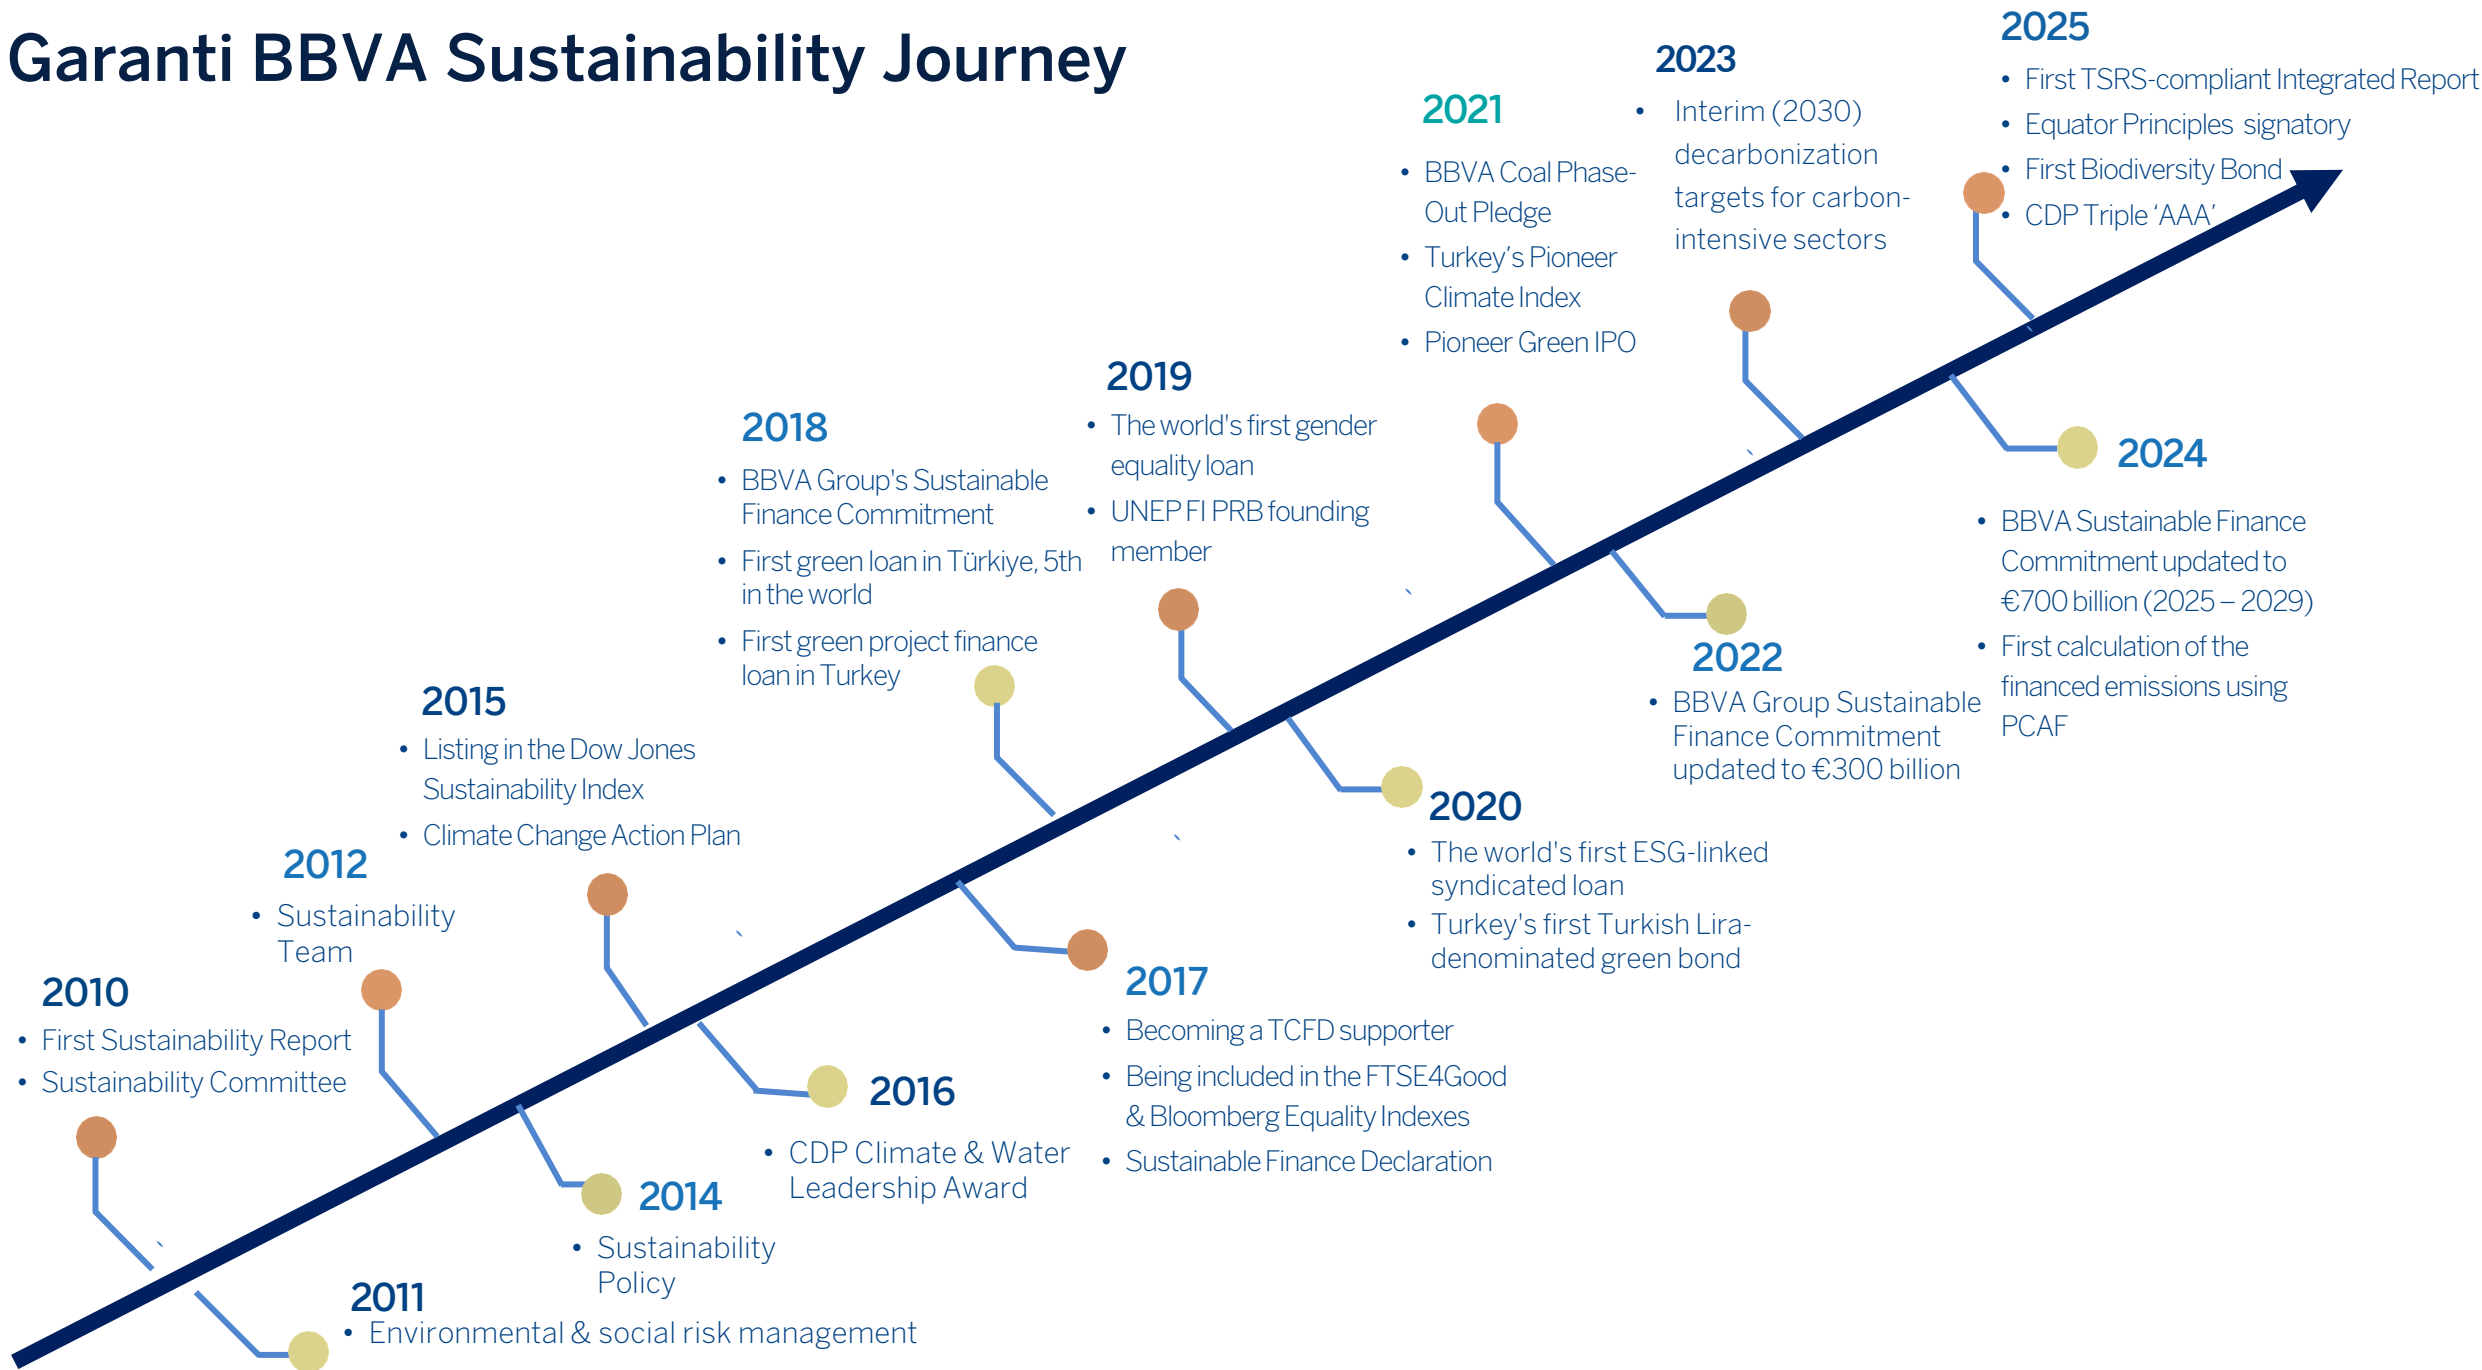 Garanti BBVA Sustainability Journey
2010
• First Sustainability Report
• Sustainability Committee
2011
• Environmental & social risk management
2012
• Sustainability
Team
2014
• Sustainability
Policy
2015
• Listing in the Dow Jones
Sustainability Index
• Climate Change Action Plan
2016
• CDP Climate & Water
Leadership Award
2017
• Becoming a TCFD supporter
• Being included in the FTSE4Good
& Bloomberg Equality Indexes
• Sustainable Finance Declaration
2018
• BBVA Group's Sustainable
Finance Commitment
• First green loan in Türkiye, 5th
in the world
• First green project finance
loan in Turkey
2019
• The world's first gender
equality loan
• UNEP FI PRB founding
member
2020
• The world's first ESG-linked
syndicated loan
• Turkey's first Turkish Lira-
denominated green bond
2021
• BBVA Coal Phase-
Out Pledge
• Turkey’s Pioneer
Climate Index
• Pioneer Green IPO
2022
• BBVA Group Sustainable
Finance Commitment
updated to €300 billion
2023
• Interim (2030)
decarbonization
targets for carbon-
intensive sectors
2024
• BBVA Sustainable Finance
Commitment updated to
€700 billion (2025 – 2029)
• First calculation of the
financed emissions using
PCAF
2025
• First TSRS-compliant Integrated Report
• Equator Principles signatory
• First Biodiversity Bond
• CDP Triple ‘AAA’